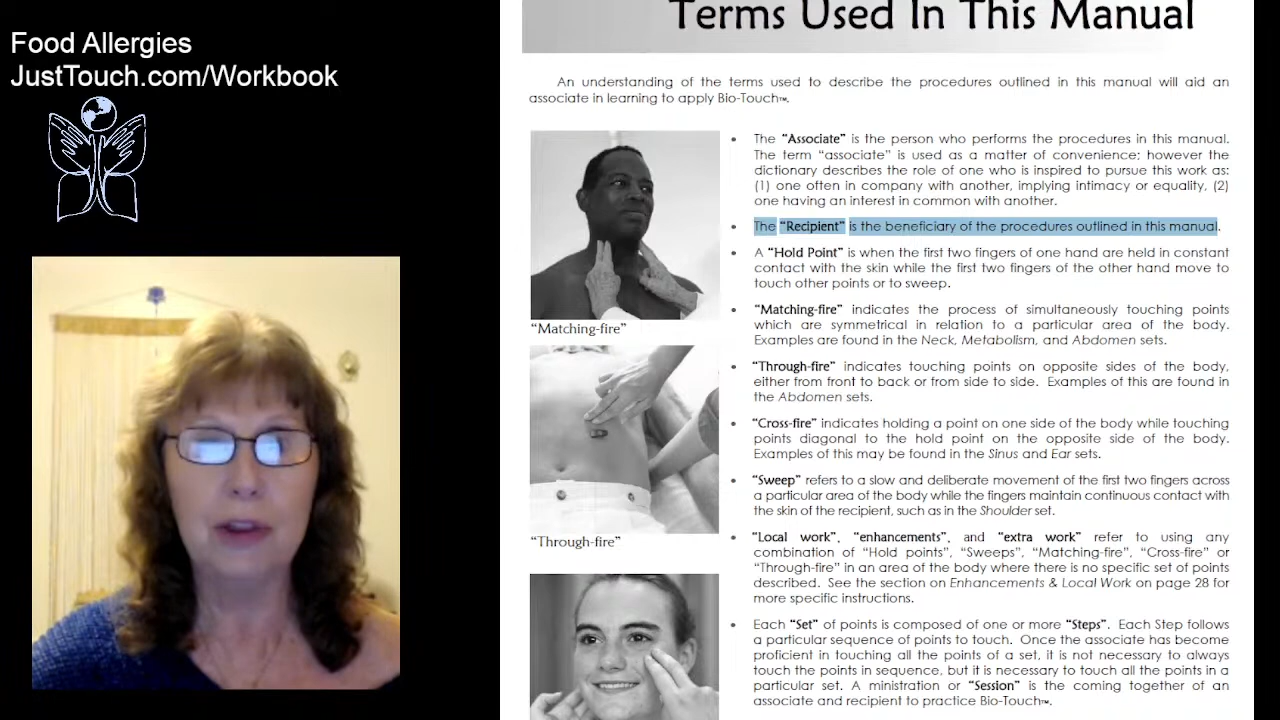 Food Allergies
JustTouch.com/Workbook
Terms Used In This Manual
An understanding of the terms used to describe the procedures outlined in this manual will aid an
associate in learning to apply Bio-Touch™.
• The “Associate” is the person who performs the procedures in this manual.
The term “associate” is used as a matter of convenience; however the
dictionary describes the role of one who is inspired to pursue this work as:
(1) one often in company with another, implying intimacy or equality, (2)
one having an interest in common with another.
• The “Recipient” is the beneficiary of the procedures outlined in this manual.
• A “Hold Point” is when the first two fingers of one hand are held in constant
contact with the skin while the first two fingers of the other hand move to
touch other points or to sweep.
“Matching-fire”
• “Matching-fire” indicates the process of simultaneously touching points
which are symmetrical in relation to a particular area of the body.
Examples are found in the Neck, Metabolism, and Abdomen sets.
• “Through-fire” indicates touching points on opposite sides of the body,
either from front to back or from side to side. Examples of this are found in
the Abdomen sets.
• “Cross-fire” indicates holding a point on one side of the body while touching
points diagonal to the hold point on the opposite side of the body.
Examples of this may be found in the Sinus and Ear sets.
• “Sweep” refers to a slow and deliberate movement of the first two fingers across
a particular area of the body while the fingers maintain continuous contact with
the skin of the recipient, such as in the Shoulder set.
“Through-fire”
• “Local work”, “enhancements”, and “extra work” refer to using any
combination of “Hold points”, “Sweeps”, “Matching-fire”, “Cross-fire” or
“Through-fire” in an area of the body where there is no specific set of points
described. See the section on Enhancements & Local Work on page 28 for
more specific instructions.
• Each “Set” of points is composed of one or more “Steps”. Each Step follows
a particular sequence of points to touch. Once the associate has become
proficient in touching all the points of a set, it is not necessary to always
touch the points in sequence, but it is necessary to touch all the points in a
particular set. A ministration or “Session” is the coming together of an
associate and recipient to practice Bio-Touch™.